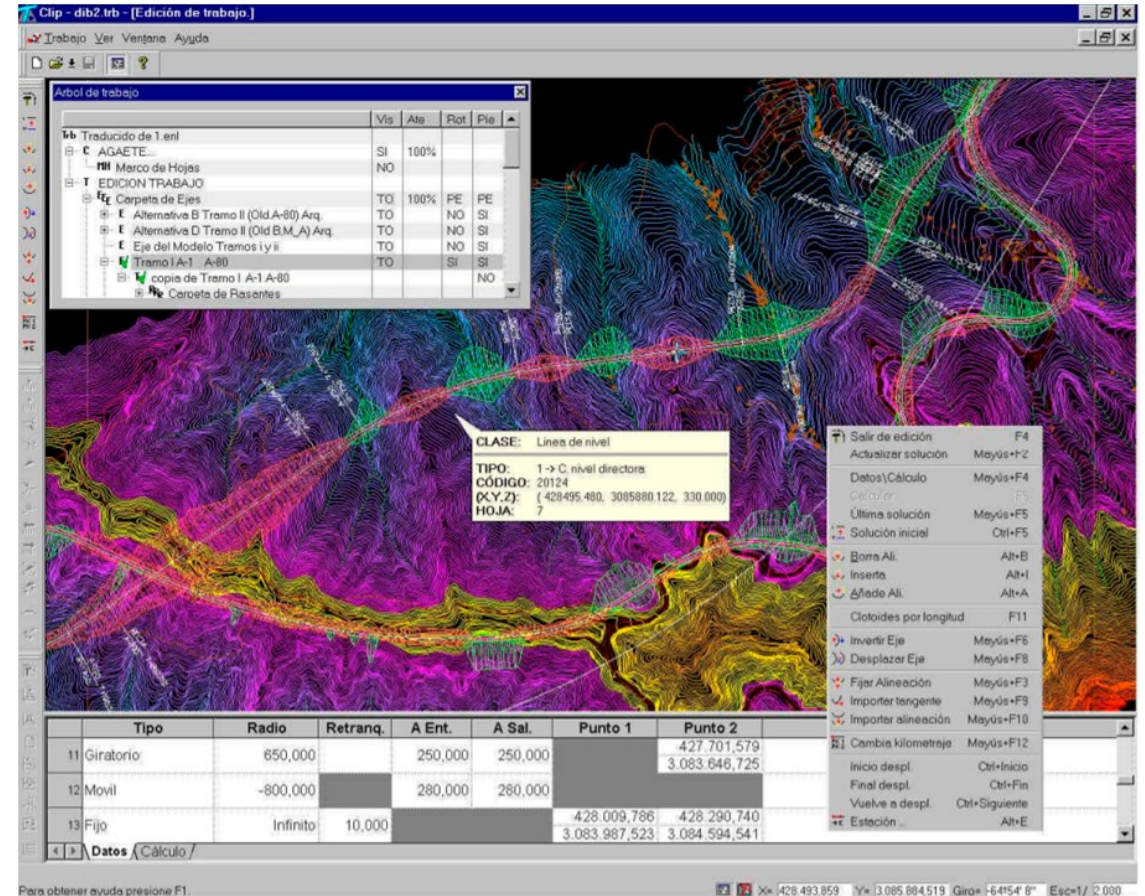 Clip - dib2.trb - [Edición de trabajo.]
Trabajo Ver Ventana Ayuda
Arbol de trabajo
Vis Ate Rot Pie
Trb Traducido de 1.enl
C AGAETE... SI 100%
MH Marco de Hojas NO
T EDICION TRABAJO
Carpeta de Ejes TO 100% PE PE
E Alternativa B Tramo II (Old.A-80) Arq. TO NO SI
E Alternativa D Tramo II (Old B.M_A) Arq. TO NO SI
E Eje del Modelo Tramos i y ii TO NO SI
Tramo I A-1 A-80 TO SI SI
copia de Tramo I A-1 A-80 NO
Carpeta de Rasantes
CLASE: Línea de nivel
TIPO: 1 -> C. nivel directora
CÓDIGO: 20124
(X,Y,Z): ( 428495.480, 3085880.122, 330.000)
HOJA: 7
Salir de edición F4
Actualizar solución Mayús+F2
Datos\Cálculo Mayús+F4
Calcular F5
Última solución Mayús+F5
Solución inicial Ctrl+F5
Borra Ali. Alt+B
Inserta Alt+I
Añade Ali. Alt+A
Clotoides por longitud F11
Invertir Eje Mayús+F6
Desplazar Eje Mayús+F8
Fijar Alineación Mayús+F3
Importar tangente Mayús+F9
Importar alineación Mayús+F10
Cambia kilometraje Mayús+F12
Inicio despl. Ctrl+Inicio
Final despl. Ctrl+Fin
Vuelve a despl. Ctrl+Siguiente
Estación .. Alt+E
Tipo Radio Retranq. A Ent. A Sal. Punto 1 Punto 2
11 Giratorio 650,000 250,000 250,000 427.701,579
3.083.646,725
12 Movil -800,000 280,000 280,000
13 Fijo Infinito 10,000 428.009,786 428.290,740
3.083.987,523 3.084.594,541
Datos Cálculo
Para obtener ayuda presione F1. X= 428.493,859 Y= 3.085.884,519 Giro= -64º54' 8'' Esc=1/ 2.000